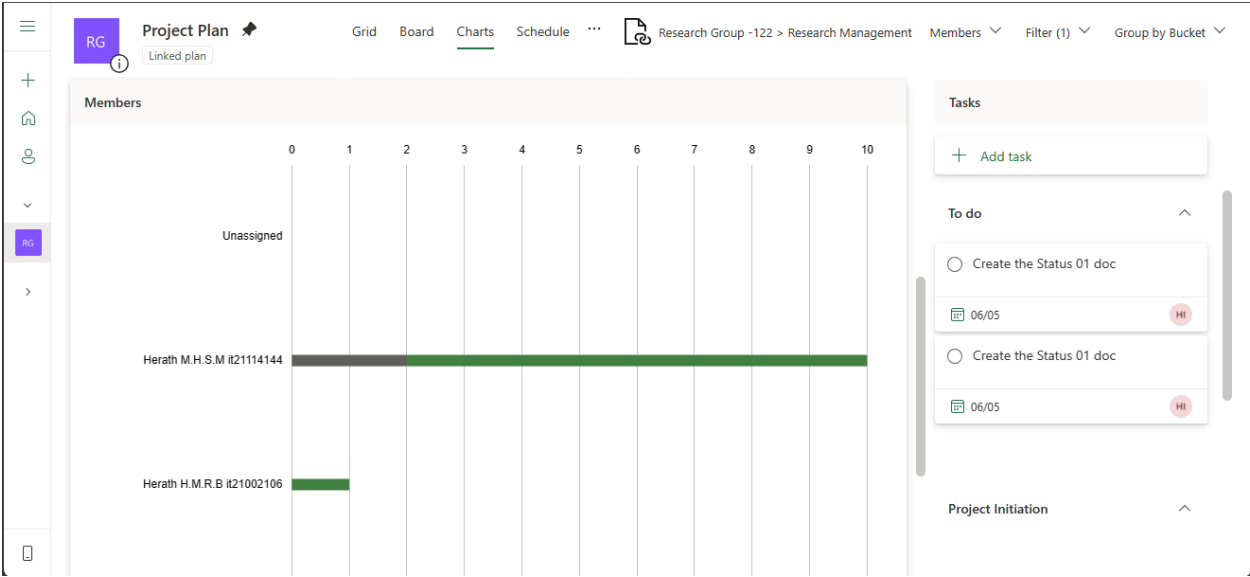 RG
Project Plan
Linked plan
Grid Board Charts Schedule ...
Research Group -122 > Research Management
Members
Filter (1)
Group by Bucket
RG
Members
0 1 2 3 4 5 6 7 8 9 10
Unassigned
Herath M.H.S.M it21114144
Herath H.M.R.B it21002106
Tasks
+ Add task
To do
Create the Status 01 doc
06/05
HI
Create the Status 01 doc
06/05
HI
Project Initiation